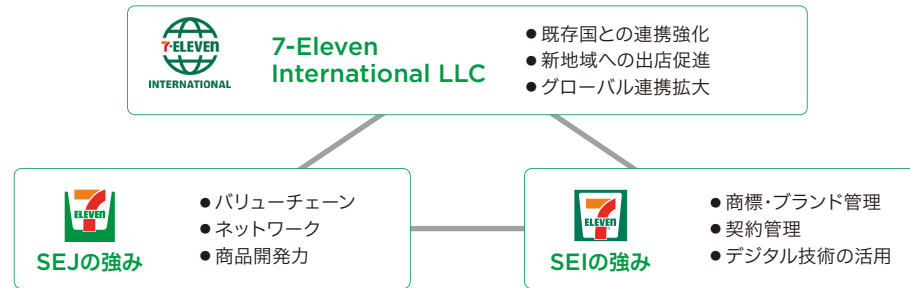 7-ELEVEN
INTERNATIONAL
7-Eleven
International LLC
●既存国との連携強化
●新地域への出店促進
●グローバル連携拡大
7
ELEVEN
SEJの強み
●バリューチェーン
●ネットワーク
●商品開発力
7
ELEVEN
SEIの強み
●商標・ブランド管理
●契約管理
●デジタル技術の活用